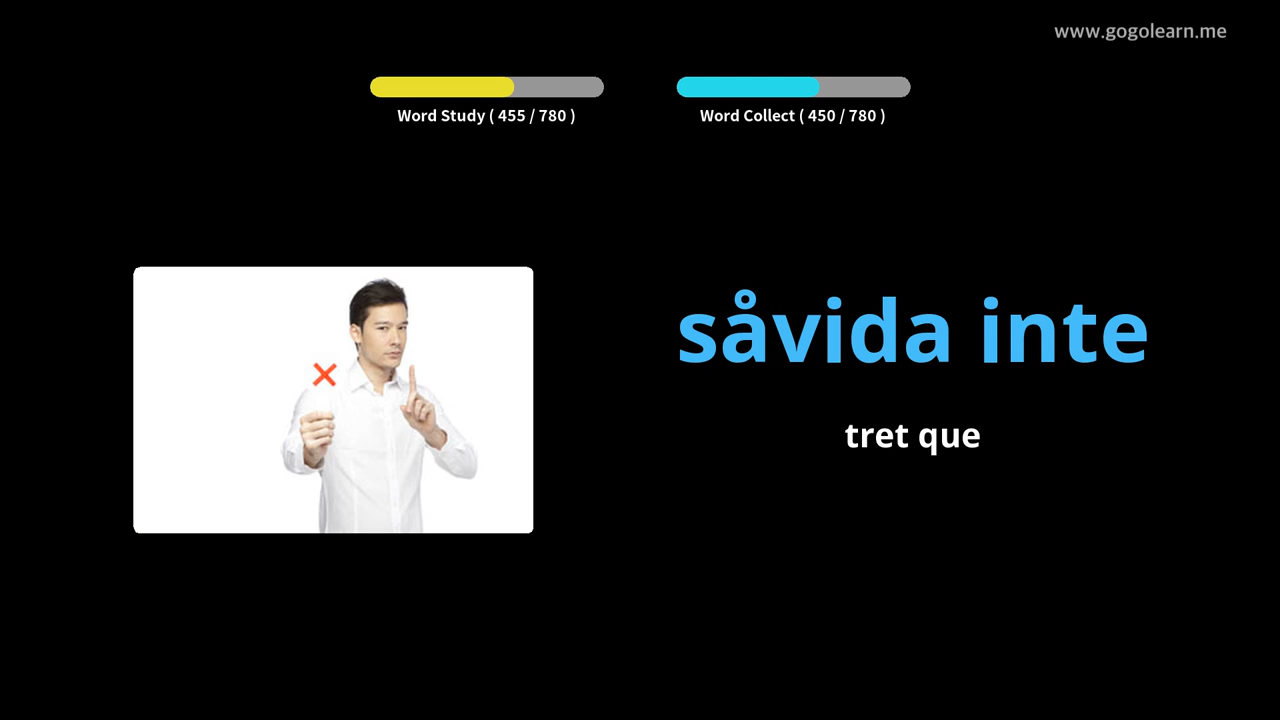 www.gogolearn.me
Word Study ( 455 / 780 )
Word Collect ( 450 / 780 )
såvida inte
tret que